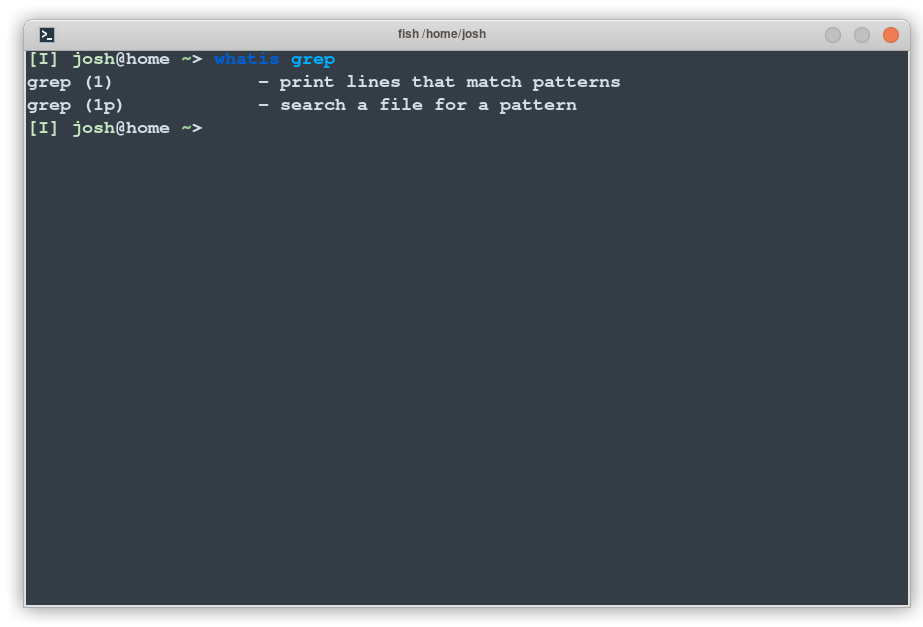 fish /home/josh
[I] josh@home ~> whatis grep
grep (1)             - print lines that match patterns
grep (1p)            - search a file for a pattern
[I] josh@home ~>